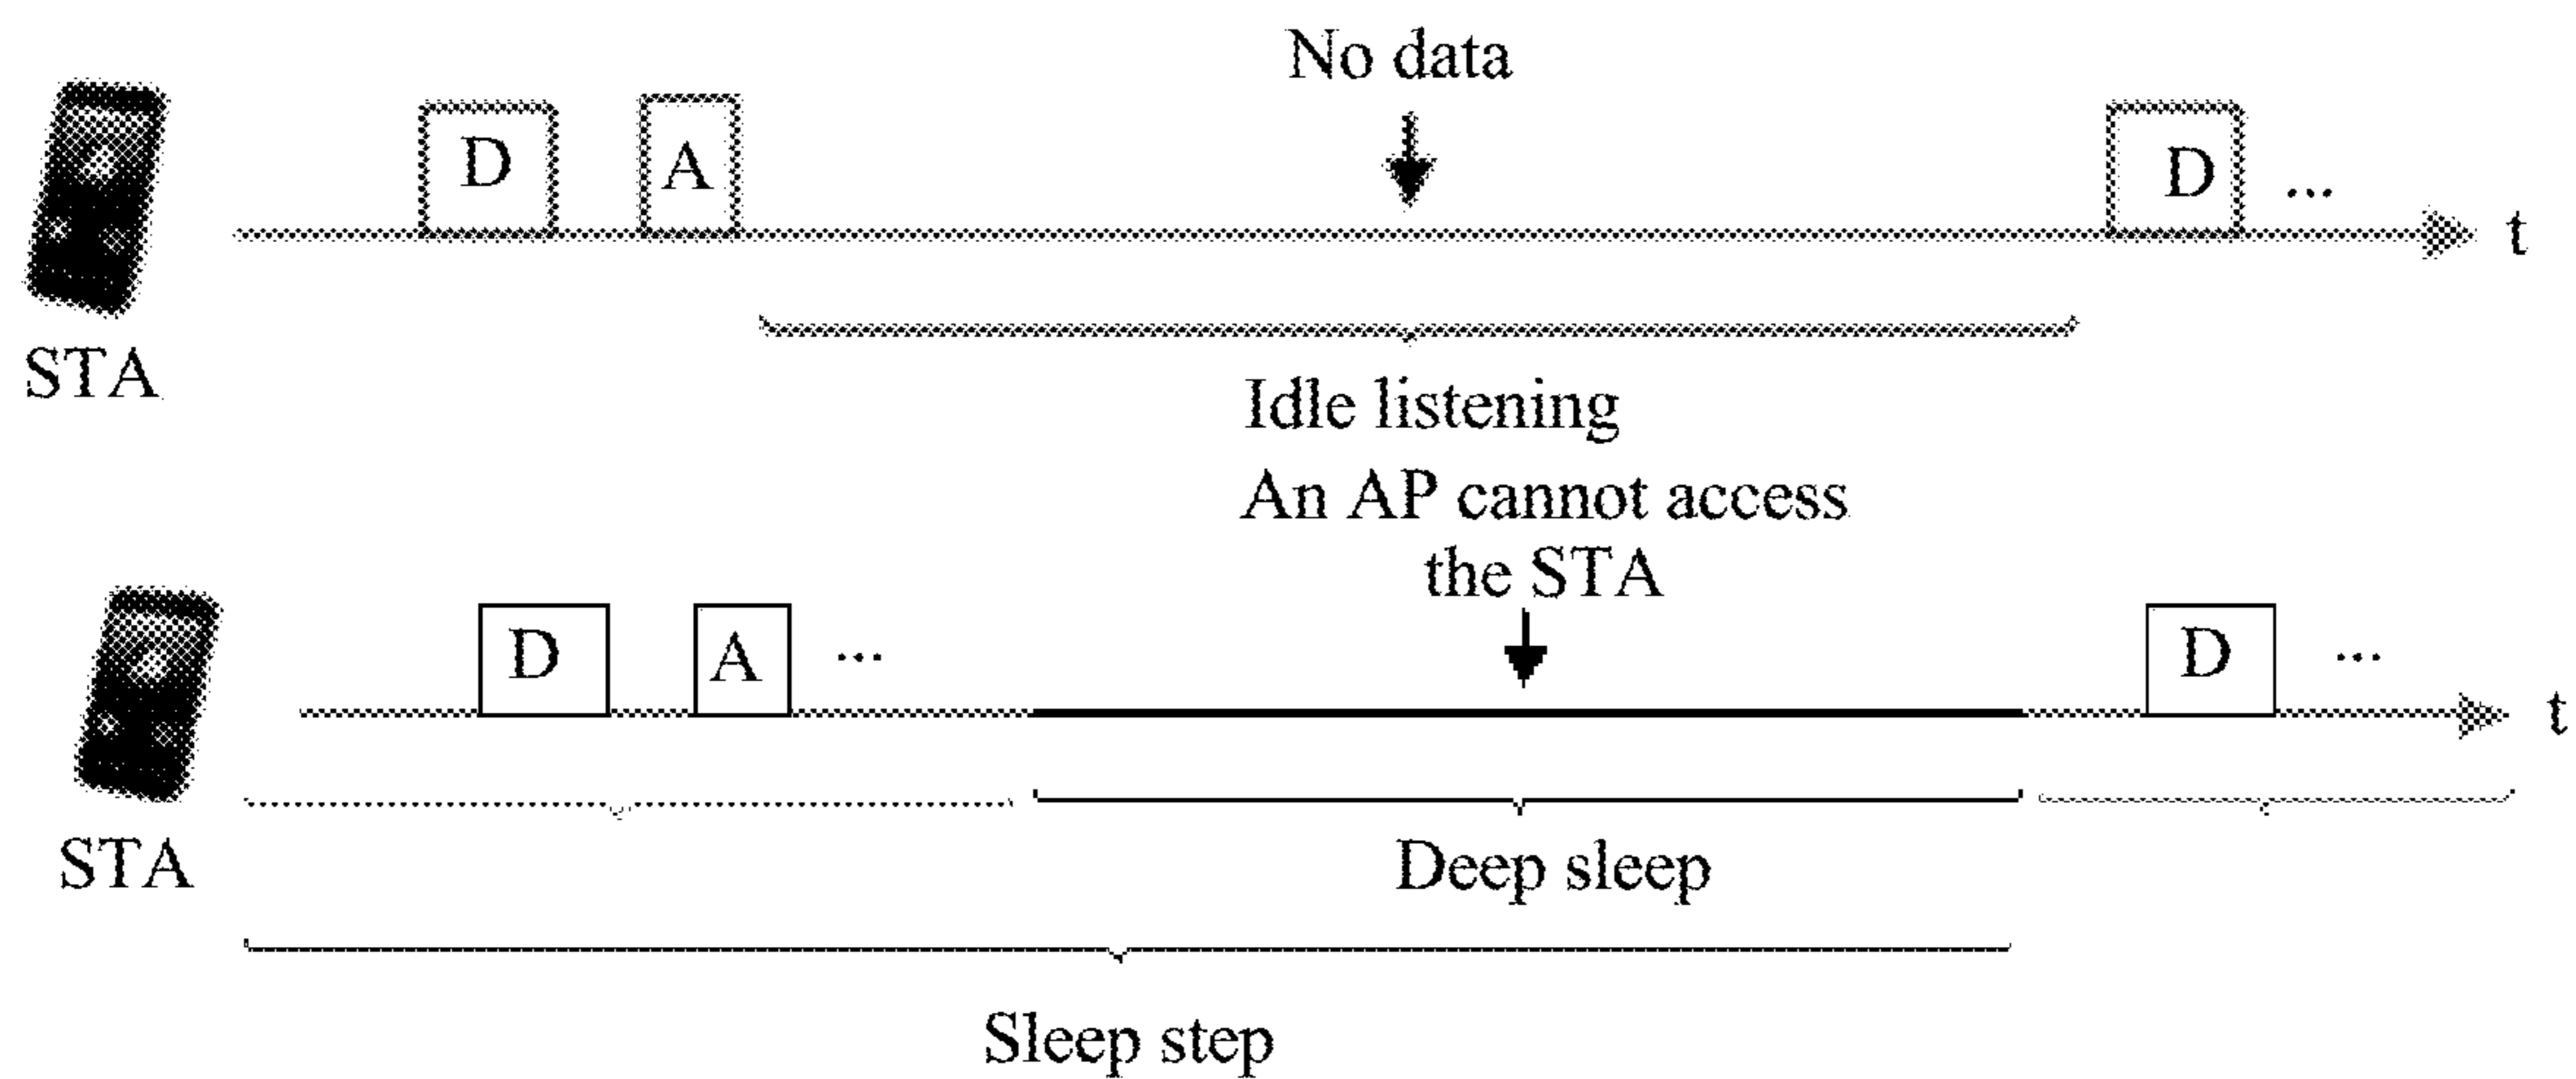 No data
D
A
D
...
t
STA
Idle listening
An AP cannot access
the STA
D
A
...
D
...
t
STA
Deep sleep
Sleep step